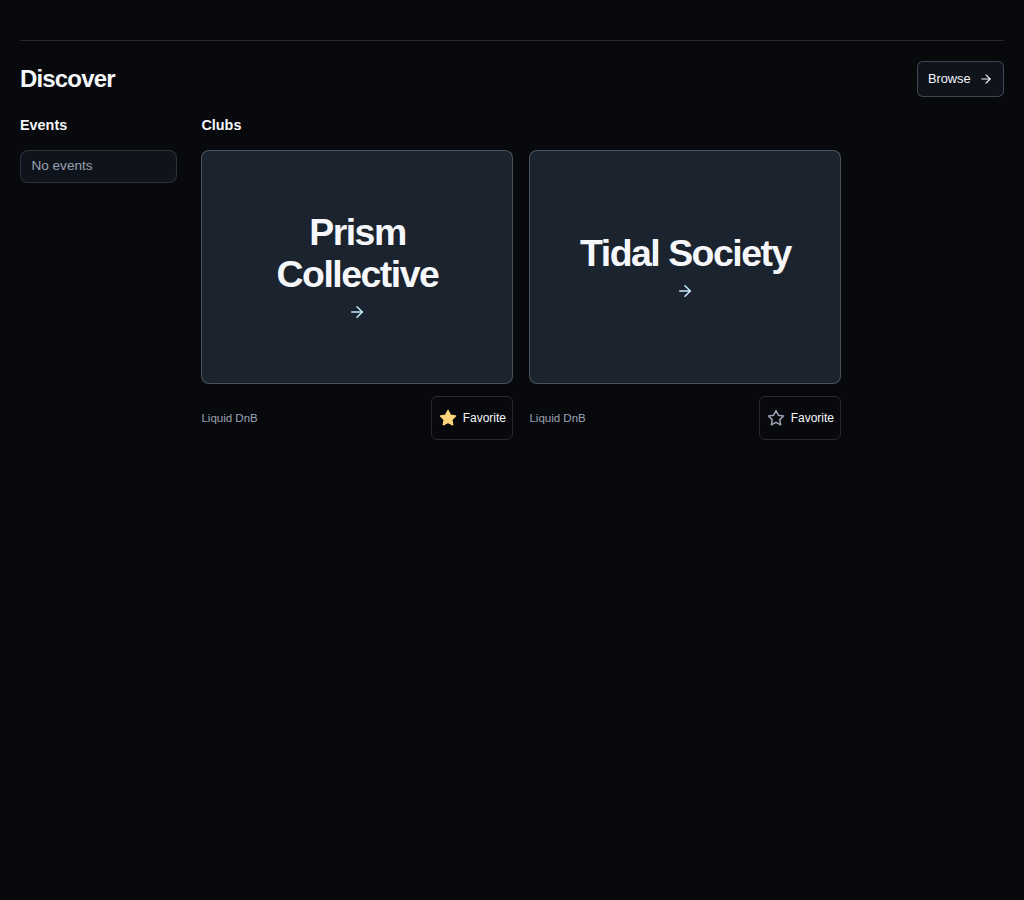 Discover
Browse
Events
No events
Clubs
Prism
Collective
Liquid DnB
Favorite
Tidal Society
Liquid DnB
Favorite